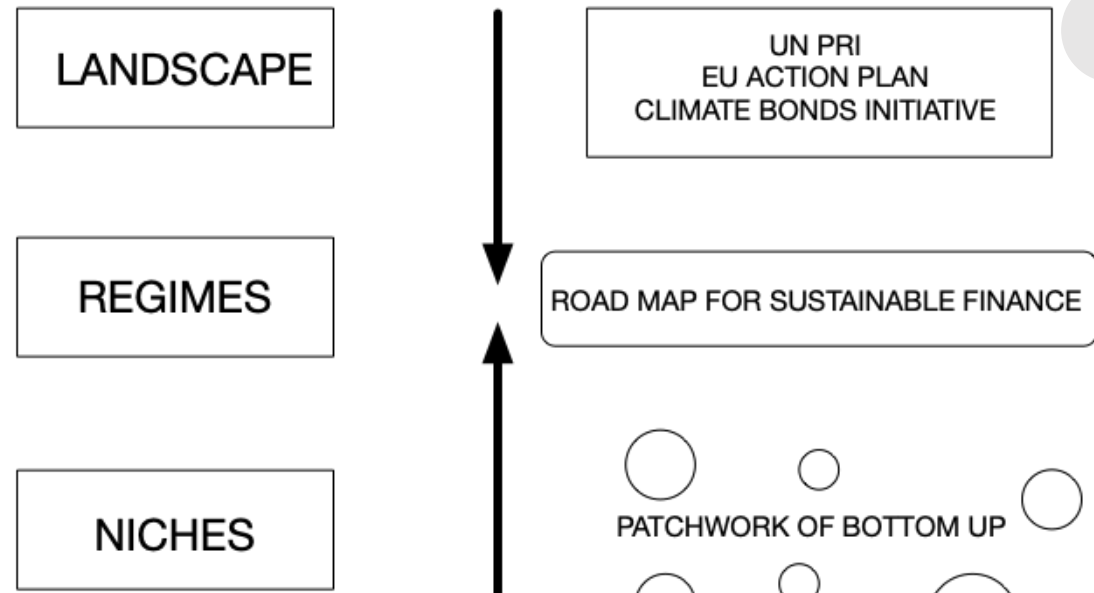 LANDSCAPE
UN PRI
EU ACTION PLAN
CLIMATE BONDS INITIATIVE
REGIMES
ROAD MAP FOR SUSTAINABLE FINANCE
NICHES
PATCHWORK OF BOTTOM UP